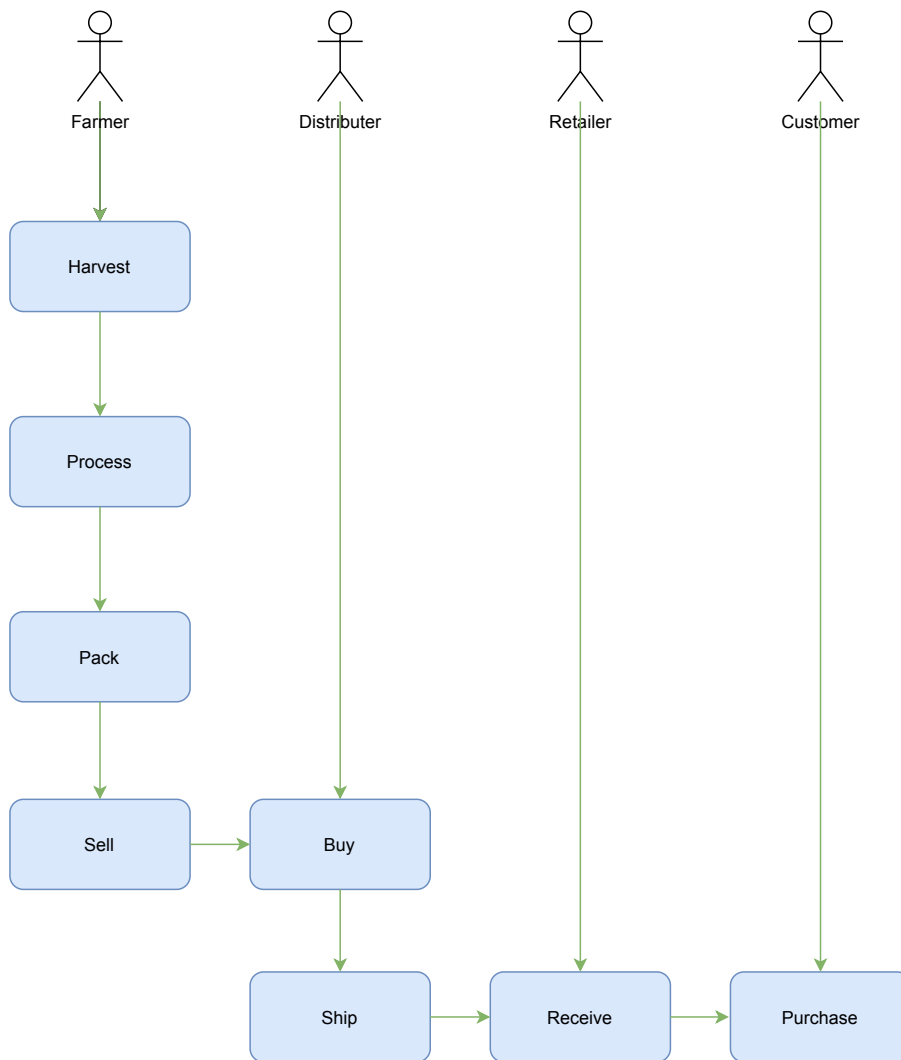 Farmer
Distributer
Retailer
Customer
Harvest
Process
Pack
Sell
Buy
Ship
Receive
Purchase